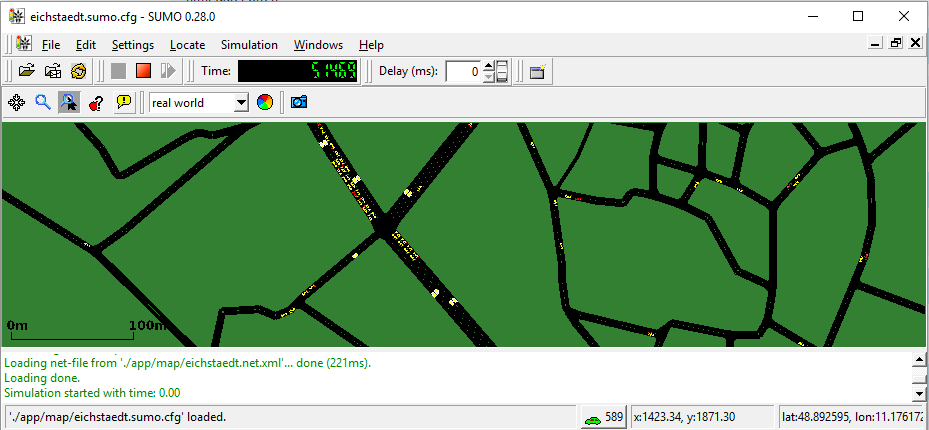 eichstaedt.sumo.cfg - SUMO 0.28.0
File Edit Settings Locate Simulation Windows Help
Time: 51469 Delay (ms): 0
real world
0m 100m
Loading net-file from './app/map/eichstaedt.net.xml'... done (221ms).
Loading done.
Simulation started with time: 0.00
'./app/map/eichstaedt.sumo.cfg' loaded. 589 x:1423.34, y:1871.30 lat:48.892595, lon:11.176172